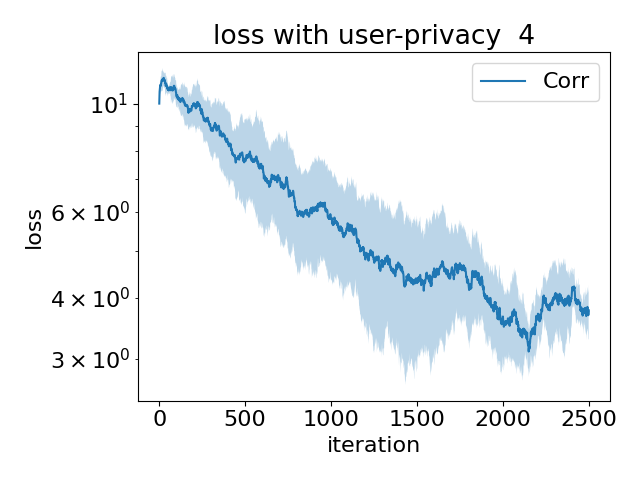 loss with user-privacy  4
Corr
10¹
6 × 10⁰
4 × 10⁰
3 × 10⁰
loss
0 500 1000 1500 2000 2500
iteration